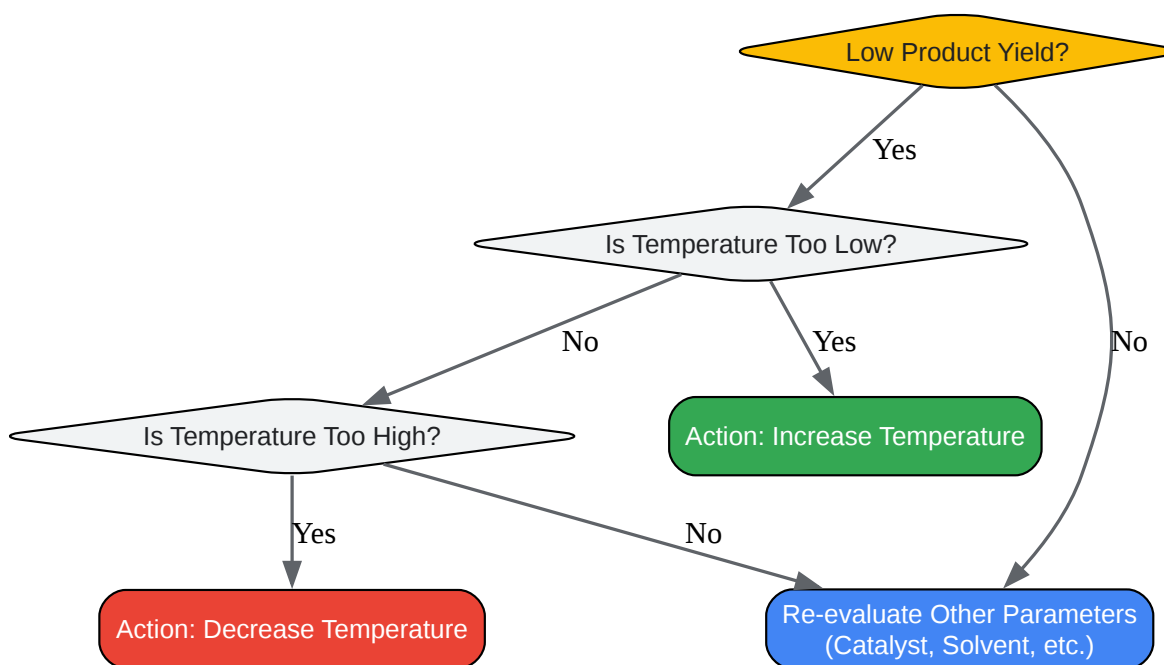 Low Product Yield?
Yes
Is Temperature Too Low?
No
Yes
No
Is Temperature Too High?
Action: Increase Temperature
Yes
No
Action: Decrease Temperature
Re-evaluate Other Parameters
(Catalyst, Solvent, etc.)